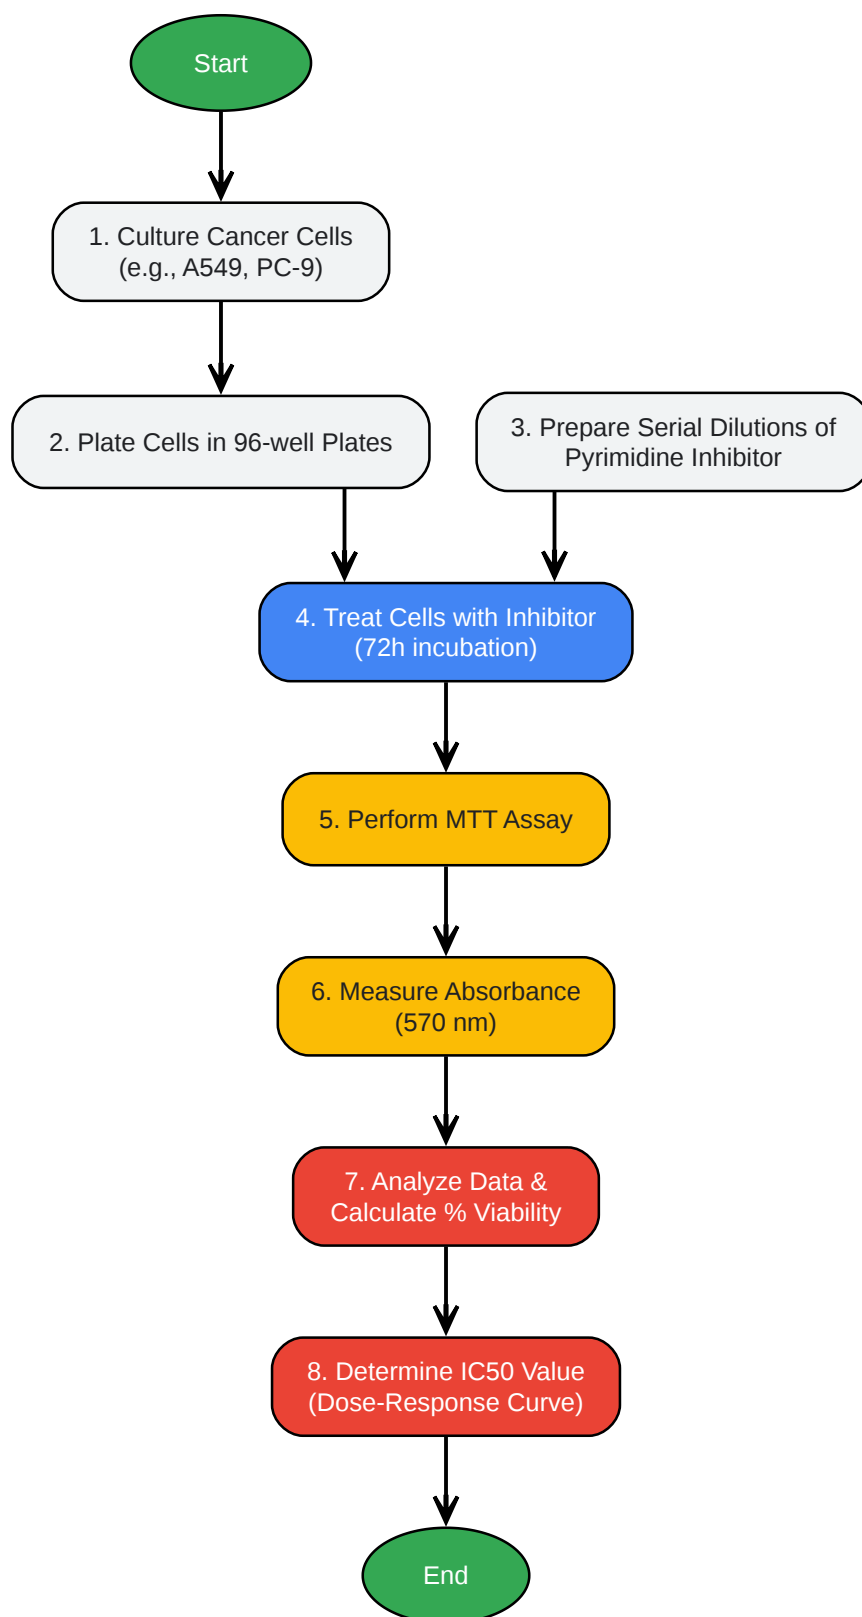 Start
1. Culture Cancer Cells
(e.g., A549, PC-9)
2. Plate Cells in 96-well Plates
3. Prepare Serial Dilutions of
Pyrimidine Inhibitor
4. Treat Cells with Inhibitor
(72h incubation)
5. Perform MTT Assay
6. Measure Absorbance
(570 nm)
7. Analyze Data &
Calculate % Viability
8. Determine IC50 Value
(Dose-Response Curve)
End